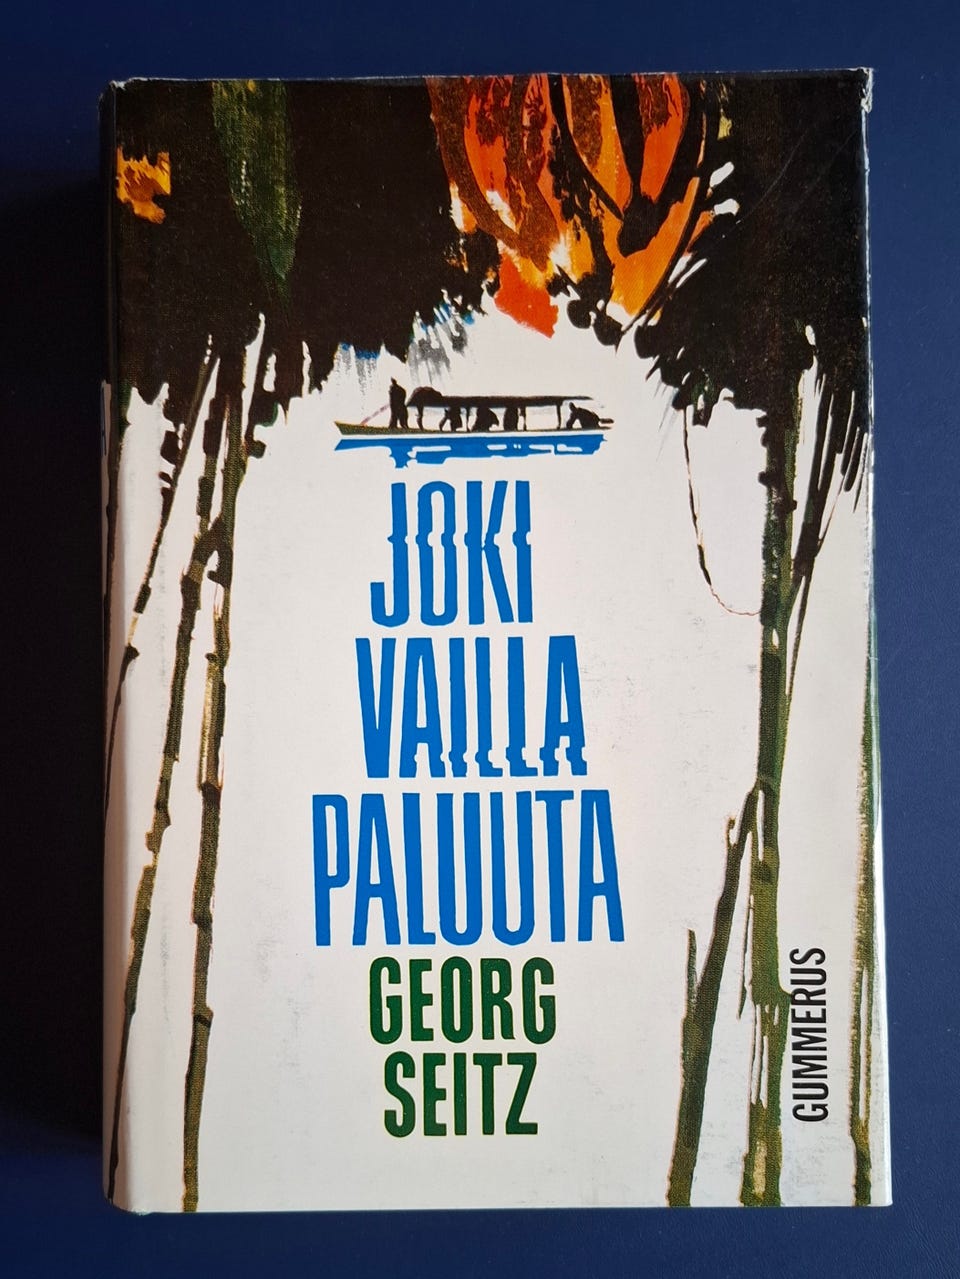 JOKI
VAILLA
PALUUTA
GEORG
SEITZ
GUMMERUS